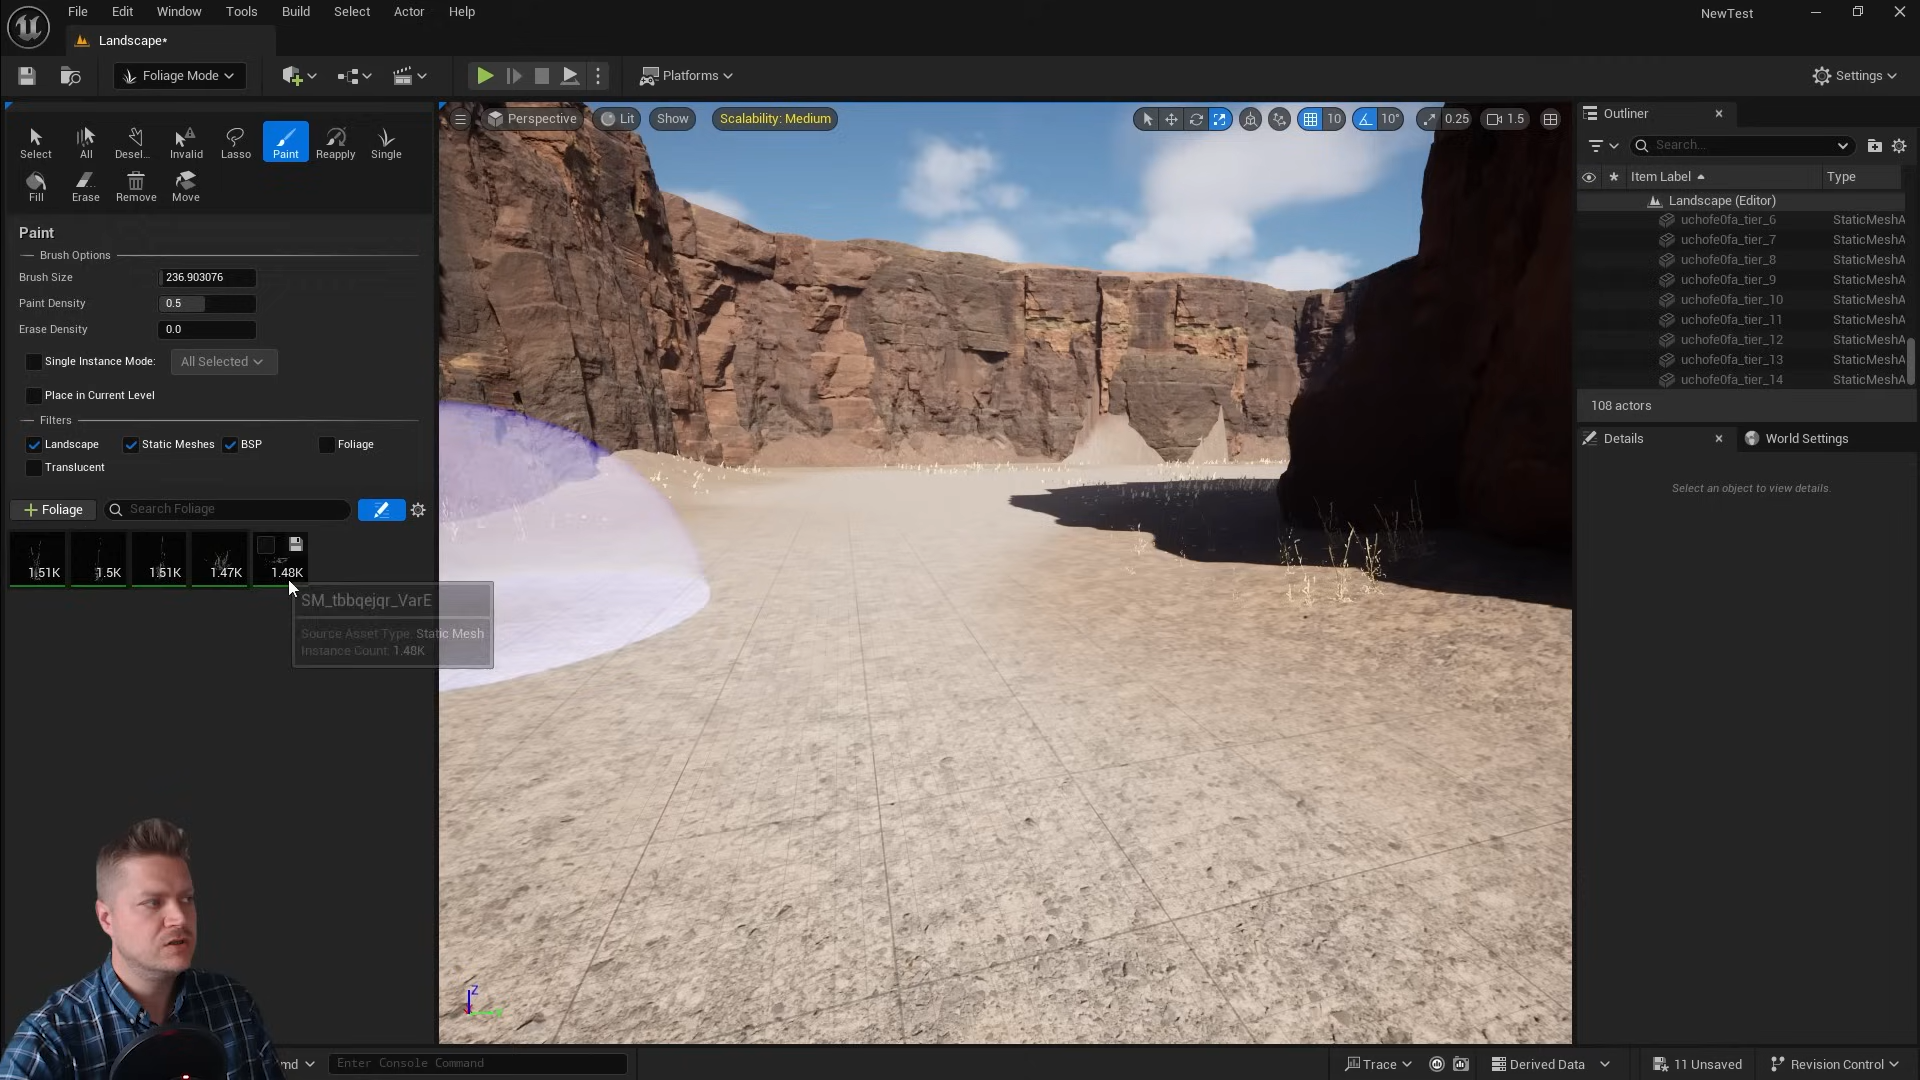 File Edit Window Tools Build Select Actor Help
NewTest
Landscape*
Foliage Mode
Platforms
Settings
Select All Desel... Invalid Lasso Paint Reapply Single
Fill Erase Remove Move
Paint
Brush Options
Brush Size 236.903076
Paint Density 0.5
Erase Density 0.0
Single Instance Mode: All Selected
Place in Current Level
Filters
Landscape Static Meshes BSP Foliage
Translucent
+ Foliage Search Foliage
1.51K 1.5K 1.51K 1.47K 1.48K
SM_tbbqejqr_VarE
Source Asset Type: Static Mesh
Instance Count: 1.48K
Perspective Lit Show Scalability: Medium
10 10° 0.25 1.5
Z
Outliner
Search...
Item Label Type
Landscape (Editor)
uchofe0fa_tier_6 StaticMeshA
uchofe0fa_tier_7 StaticMeshA
uchofe0fa_tier_8 StaticMeshA
uchofe0fa_tier_9 StaticMeshA
uchofe0fa_tier_10 StaticMeshA
uchofe0fa_tier_11 StaticMeshA
uchofe0fa_tier_12 StaticMeshA
uchofe0fa_tier_13 StaticMeshA
uchofe0fa_tier_14 StaticMeshA
108 actors
Details World Settings
Select an object to view details.
md Enter Console Command
Trace Derived Data 11 Unsaved Revision Control